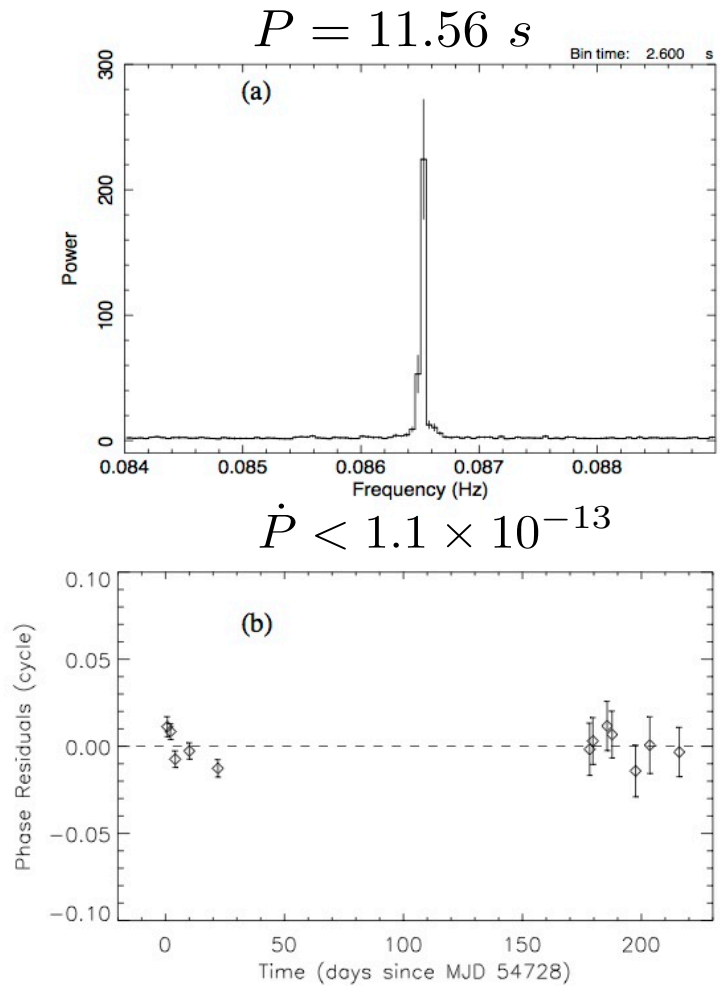 P = 11.56 s
Bin time: 2.600 s
(a)
300
200
100
0
Power
0.084 0.085 0.086 0.087 0.088
Frequency (Hz)
Ṗ < 1.1 × 10⁻¹³
(b)
0.10
0.05
0.00
−0.05
−0.10
Phase Residuals (cycle)
0 50 100 150 200
Time (days since MJD 54728)